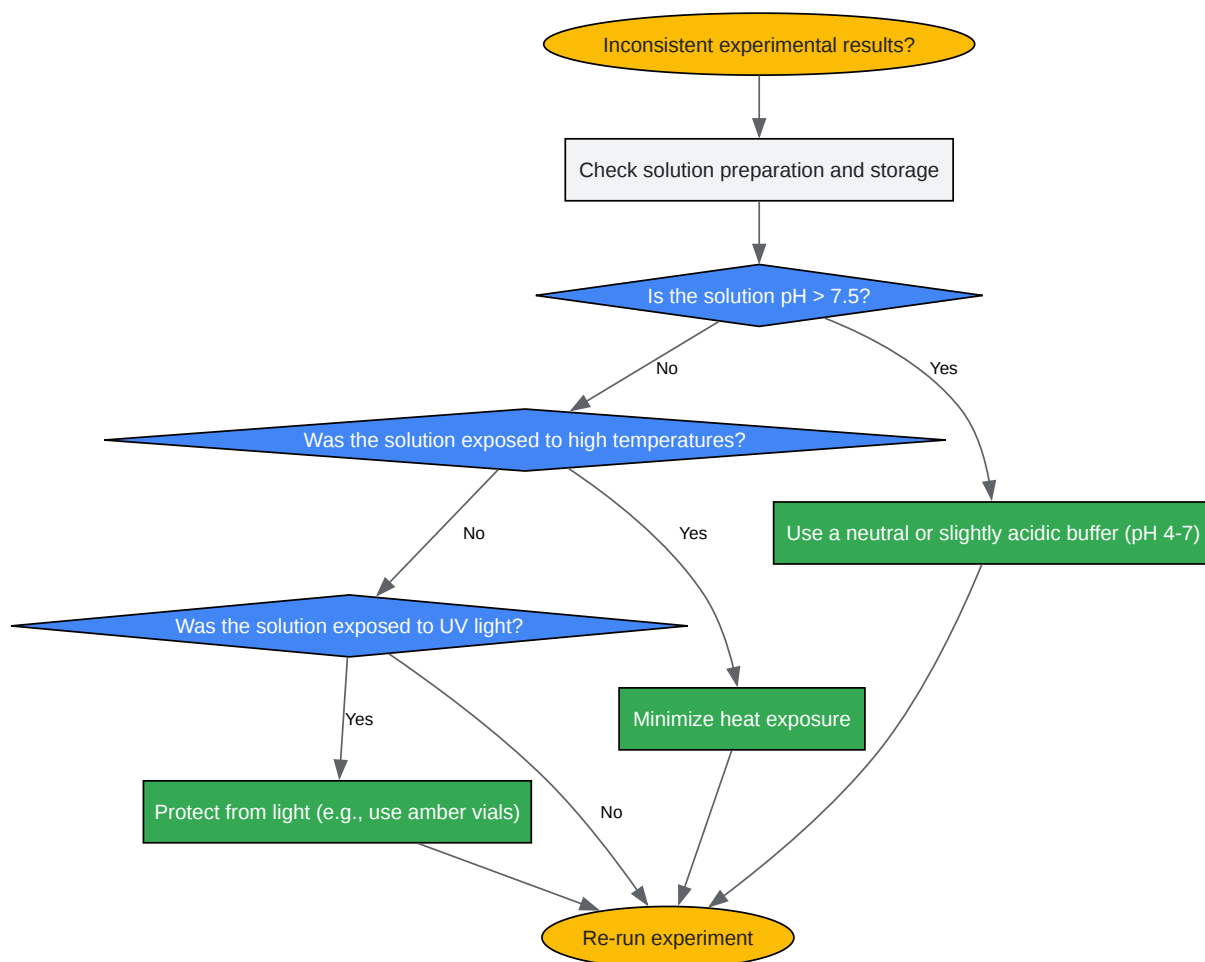 Inconsistent experimental results?
Check solution preparation and storage
Is the solution pH > 7.5?
No
Yes
Was the solution exposed to high temperatures?
No
Yes
Use a neutral or slightly acidic buffer (pH 4-7)
Was the solution exposed to UV light?
Yes
Minimize heat exposure
Protect from light (e.g., use amber vials)
No
Re-run experiment